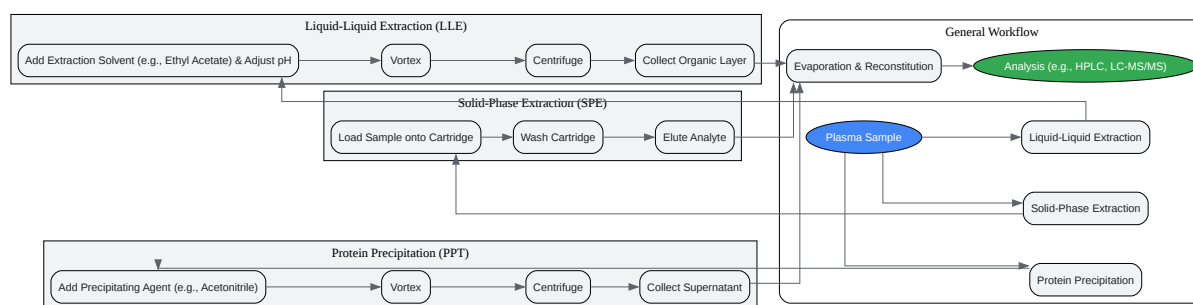 Liquid-Liquid Extraction (LLE)
Add Extraction Solvent (e.g., Ethyl Acetate) & Adjust pH
Vortex
Centrifuge
Collect Organic Layer
Solid-Phase Extraction (SPE)
Load Sample onto Cartridge
Wash Cartridge
Elute Analyte
Protein Precipitation (PPT)
Add Precipitating Agent (e.g., Acetonitrile)
Vortex
Centrifuge
Collect Supernatant
General Workflow
Evaporation & Reconstitution
Analysis (e.g., HPLC, LC-MS/MS)
Plasma Sample
Liquid-Liquid Extraction
Solid-Phase Extraction
Protein Precipitation